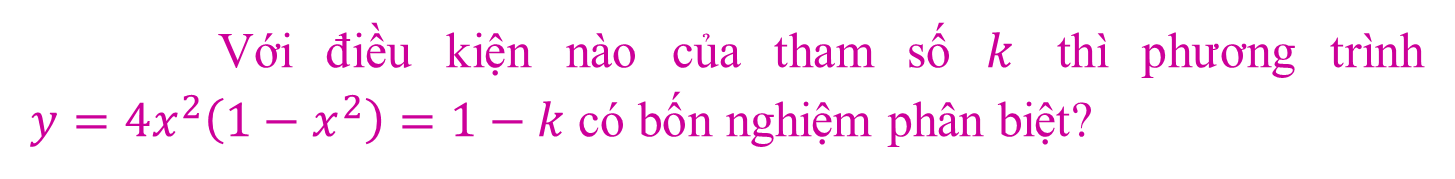 Với điều kiện nào của tham số k thì phương trình
y = 4x²(1 − x²) = 1 − k có bốn nghiệm phân biệt?